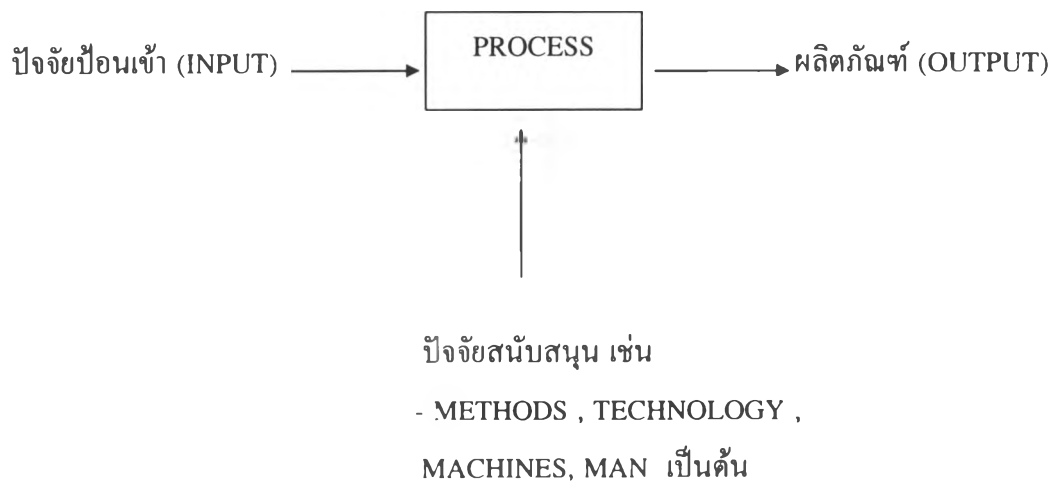 PROCESS
ปัจจัยป้อนเข้า (INPUT)
ผลิตภัณฑ์ (OUTPUT)
ปัจจัยสนับสนุน เช่น
- METHODS , TECHNOLOGY ,
MACHINES, MAN เป็นต้น